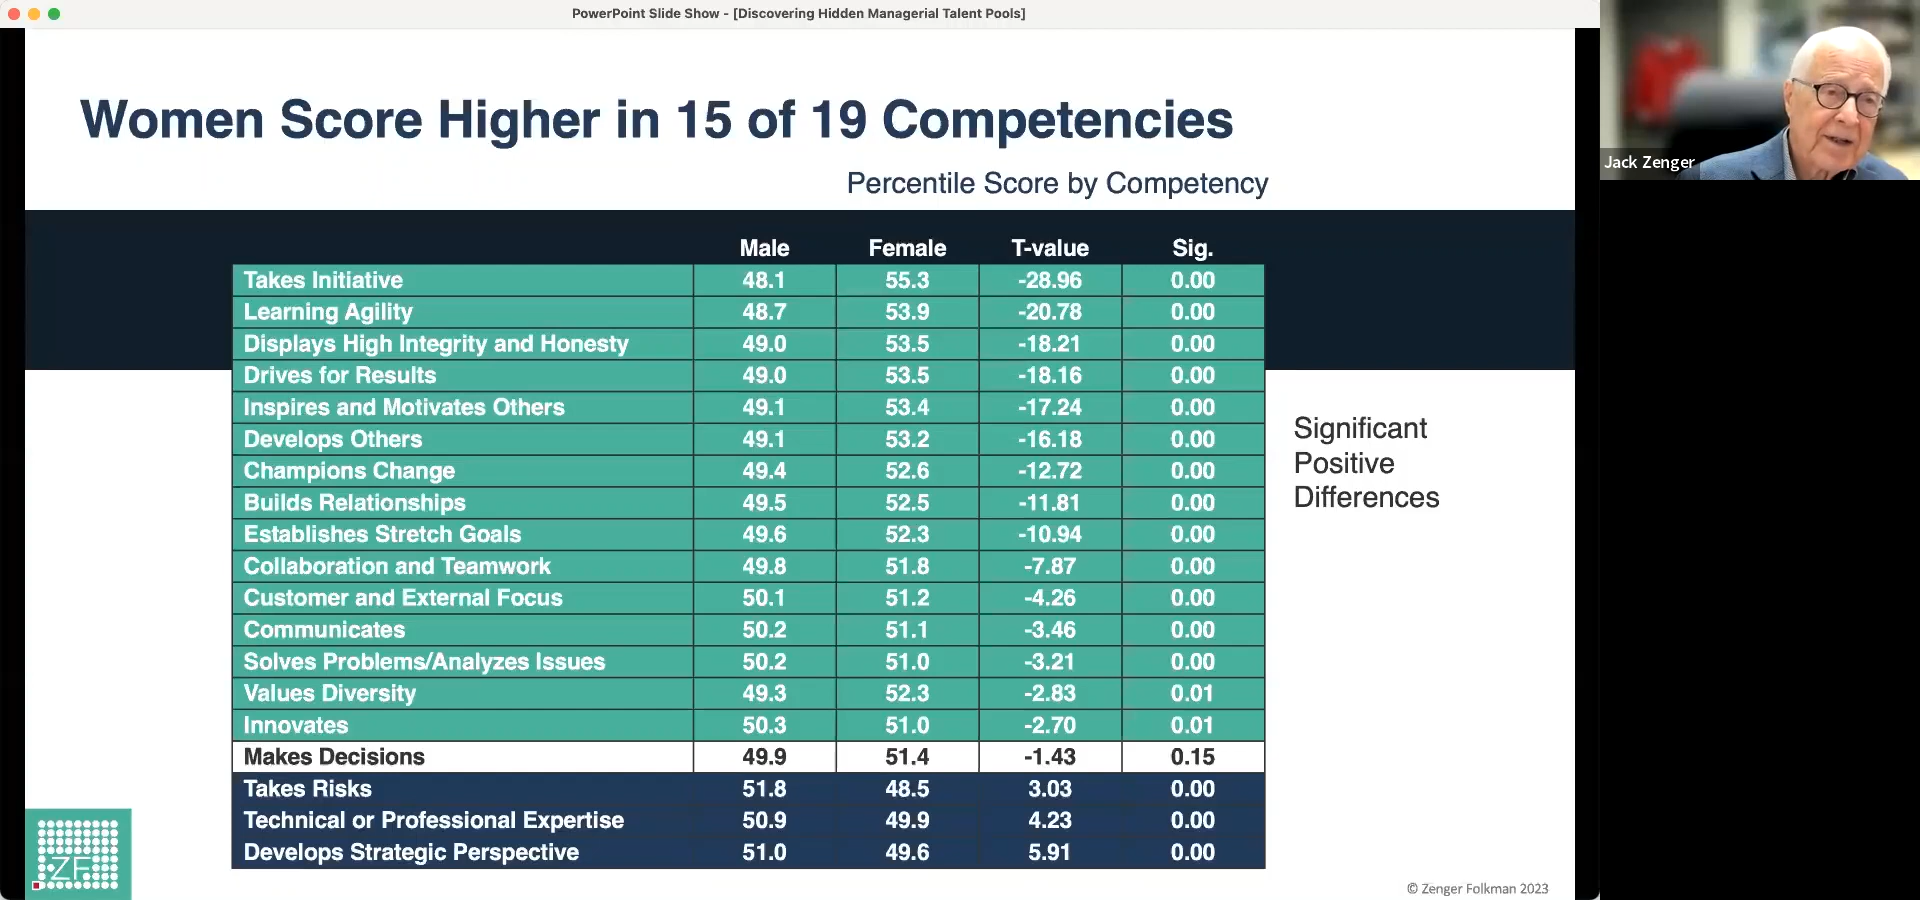 PowerPoint Slide Show - [Discovering Hidden Managerial Talent Pools]
Women Score Higher in 15 of 19 Competencies
Percentile Score by Competency
Male Female T-value Sig.
Takes Initiative 48.1 55.3 -28.96 0.00
Learning Agility 48.7 53.9 -20.78 0.00
Displays High Integrity and Honesty 49.0 53.5 -18.21 0.00
Drives for Results 49.0 53.5 -18.16 0.00
Inspires and Motivates Others 49.1 53.4 -17.24 0.00
Develops Others 49.1 53.2 -16.18 0.00
Champions Change 49.4 52.6 -12.72 0.00
Builds Relationships 49.5 52.5 -11.81 0.00
Establishes Stretch Goals 49.6 52.3 -10.94 0.00
Collaboration and Teamwork 49.8 51.8 -7.87 0.00
Customer and External Focus 50.1 51.2 -4.26 0.00
Communicates 50.2 51.1 -3.46 0.00
Solves Problems/Analyzes Issues 50.2 51.0 -3.21 0.00
Values Diversity 49.3 52.3 -2.83 0.01
Innovates 50.3 51.0 -2.70 0.01
Makes Decisions 49.9 51.4 -1.43 0.15
Takes Risks 51.8 48.5 3.03 0.00
Technical or Professional Expertise 50.9 49.9 4.23 0.00
Develops Strategic Perspective 51.0 49.6 5.91 0.00
Significant
Positive
Differences
ZF
© Zenger Folkman 2023
Jack Zenger